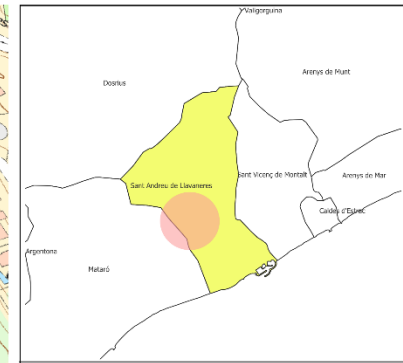 Vallgorguina
Dosrius
Arenys de Munt
Sant Andreu de Llavaneres
Sant Vicenç de Montalt
Arenys de Mar
Caldes d'Estrac
Argentona
Mataró